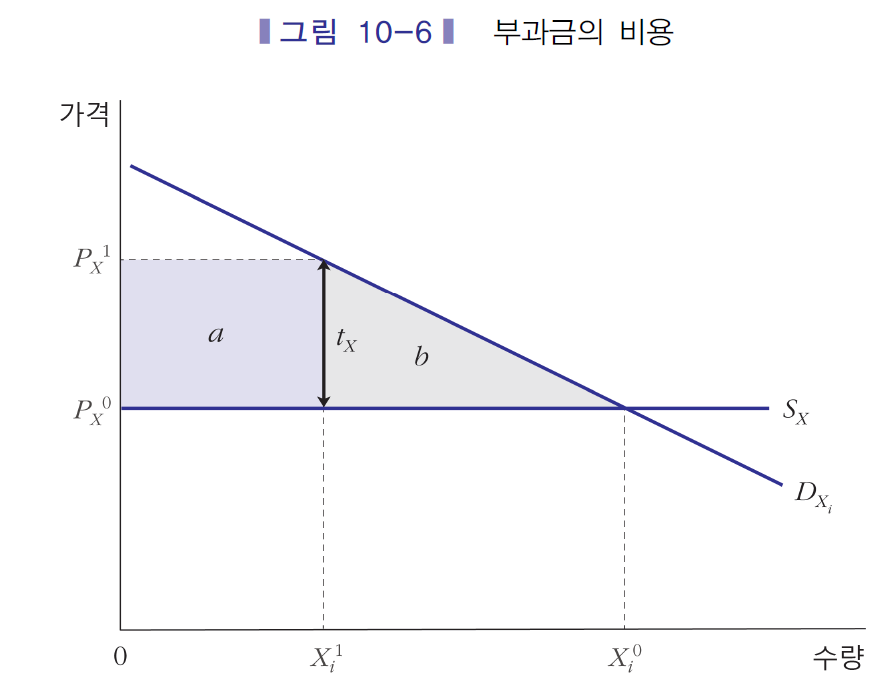 그림 10-6 부과금의 비용
가격
P_X^1
a
t_X
b
P_X^0
S_X
D_{X_i}
0
X_i^1
X_i^0
수량